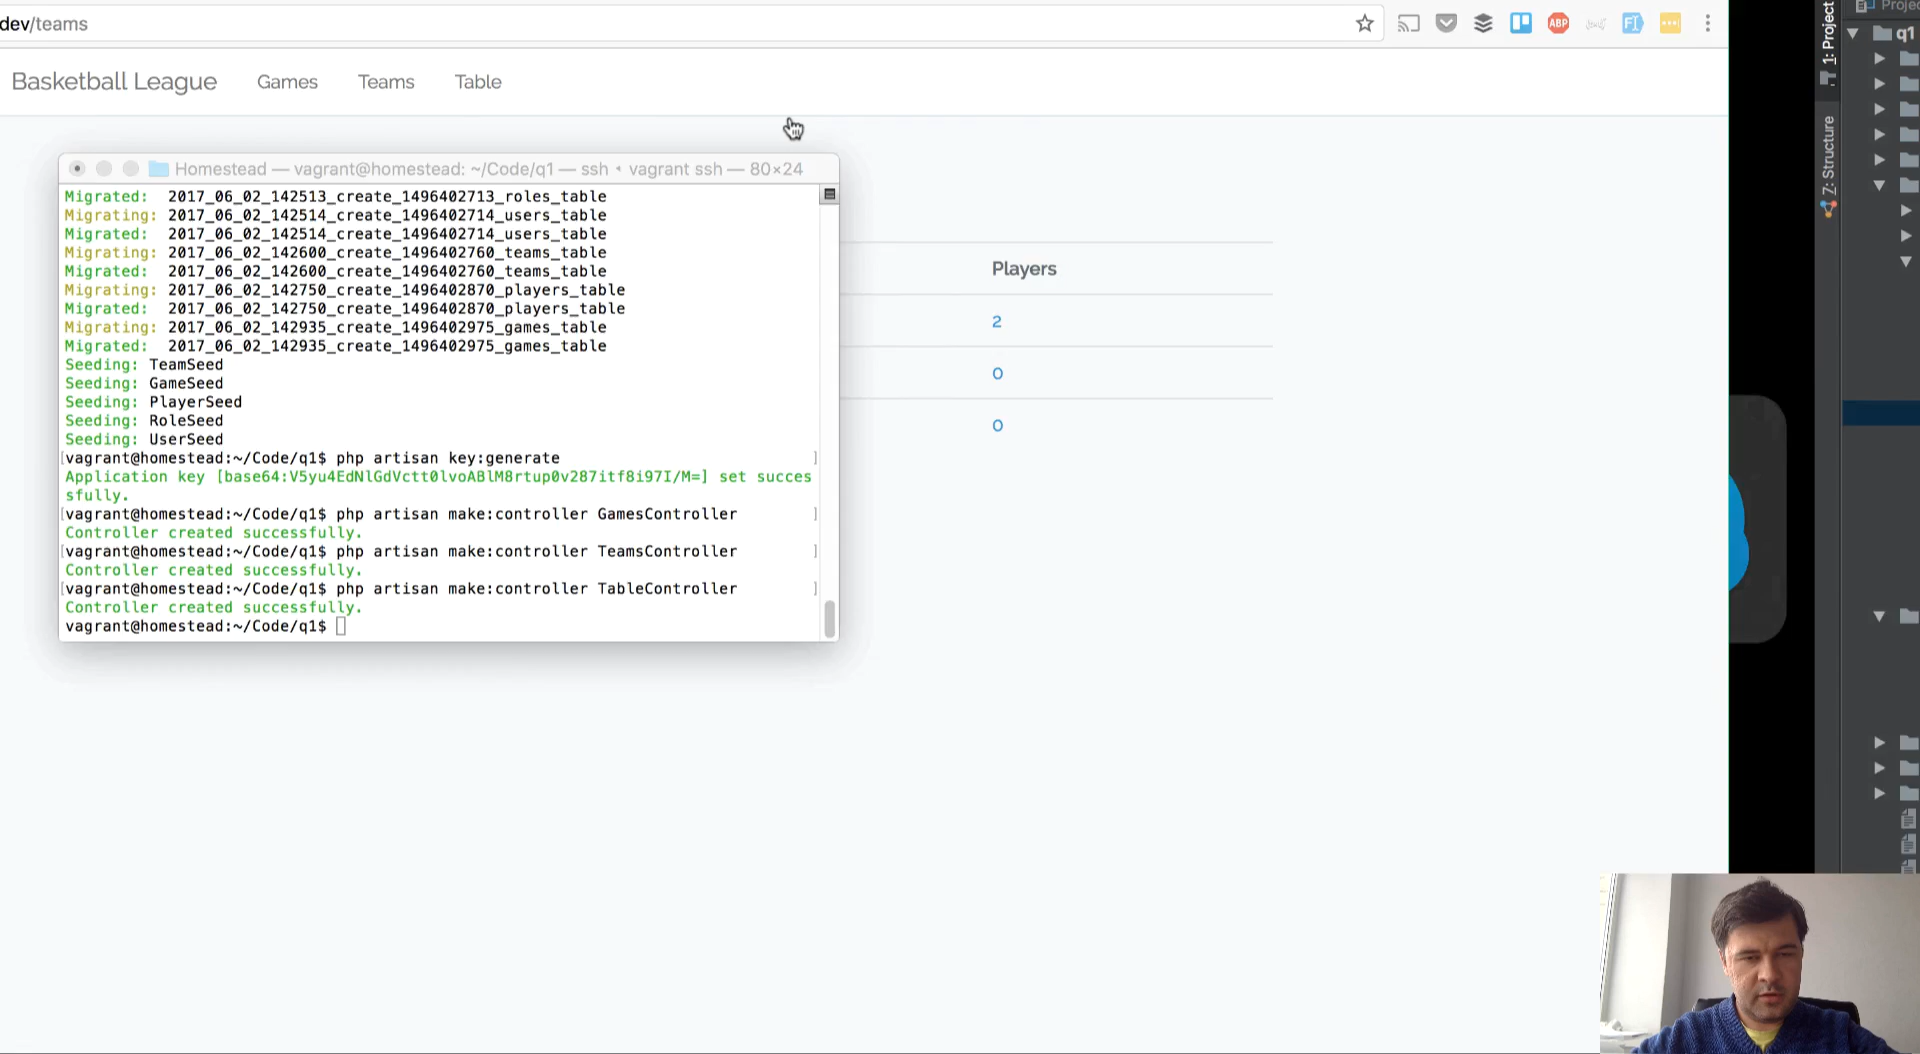 dev/teams
ABP
1: Project
Project
q1
Basketball League Games Teams Table
Z: Structure
Homestead — vagrant@homestead: ~/Code/q1 — ssh • vagrant ssh — 80×24
Migrated:  2017_06_02_142513_create_1496402713_roles_table
Migrating: 2017_06_02_142514_create_1496402714_users_table
Migrated:  2017_06_02_142514_create_1496402714_users_table
Migrating: 2017_06_02_142600_create_1496402760_teams_table
Migrated:  2017_06_02_142600_create_1496402760_teams_table
Migrating: 2017_06_02_142750_create_1496402870_players_table
Migrated:  2017_06_02_142750_create_1496402870_players_table
Migrating: 2017_06_02_142935_create_1496402975_games_table
Migrated:  2017_06_02_142935_create_1496402975_games_table
Seeding: TeamSeed
Seeding: GameSeed
Seeding: PlayerSeed
Seeding: RoleSeed
Seeding: UserSeed
[vagrant@homestead:~/Code/q1$ php artisan key:generate ]
Application key [base64:V5yu4EdNlGdVctt0lvoABlM8rtup0v287itf8i97I/M=] set succes
sfully.
[vagrant@homestead:~/Code/q1$ php artisan make:controller GamesController ]
Controller created successfully.
[vagrant@homestead:~/Code/q1$ php artisan make:controller TeamsController ]
Controller created successfully.
[vagrant@homestead:~/Code/q1$ php artisan make:controller TableController ]
Controller created successfully.
vagrant@homestead:~/Code/q1$
Players
2
0
0